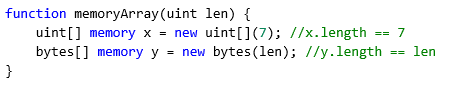 function memoryArray(uint len) {
    uint[] memory x = new uint[](7); //x.length == 7
    bytes[] memory y = new bytes(len); //y.length == len
}